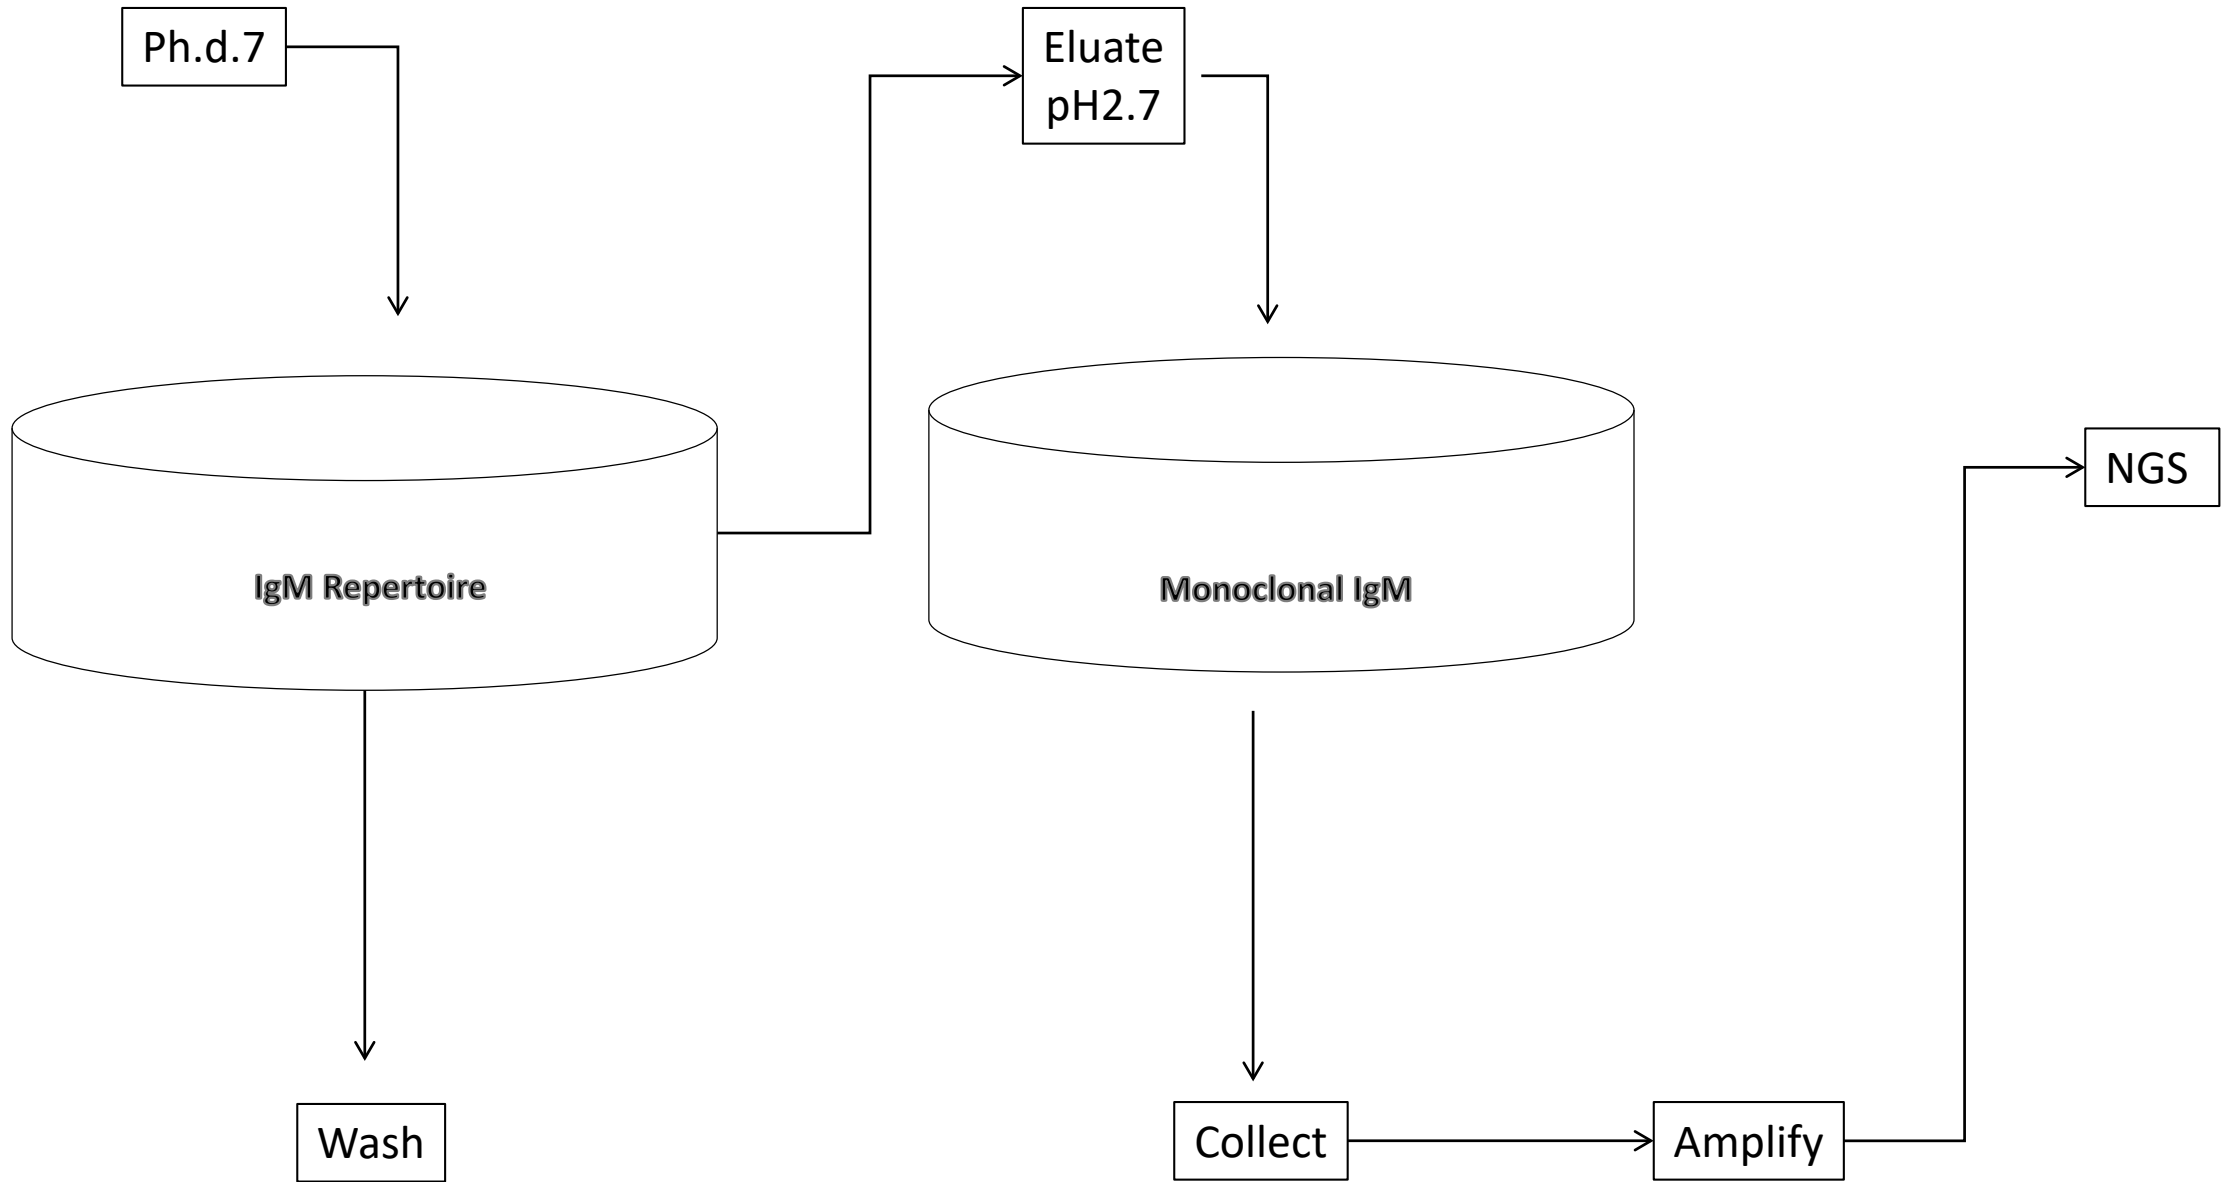 Ph.d.7
Eluate
pH2.7
NGS
IgM Repertoire
Monoclonal IgM
Wash
Collect
Amplify